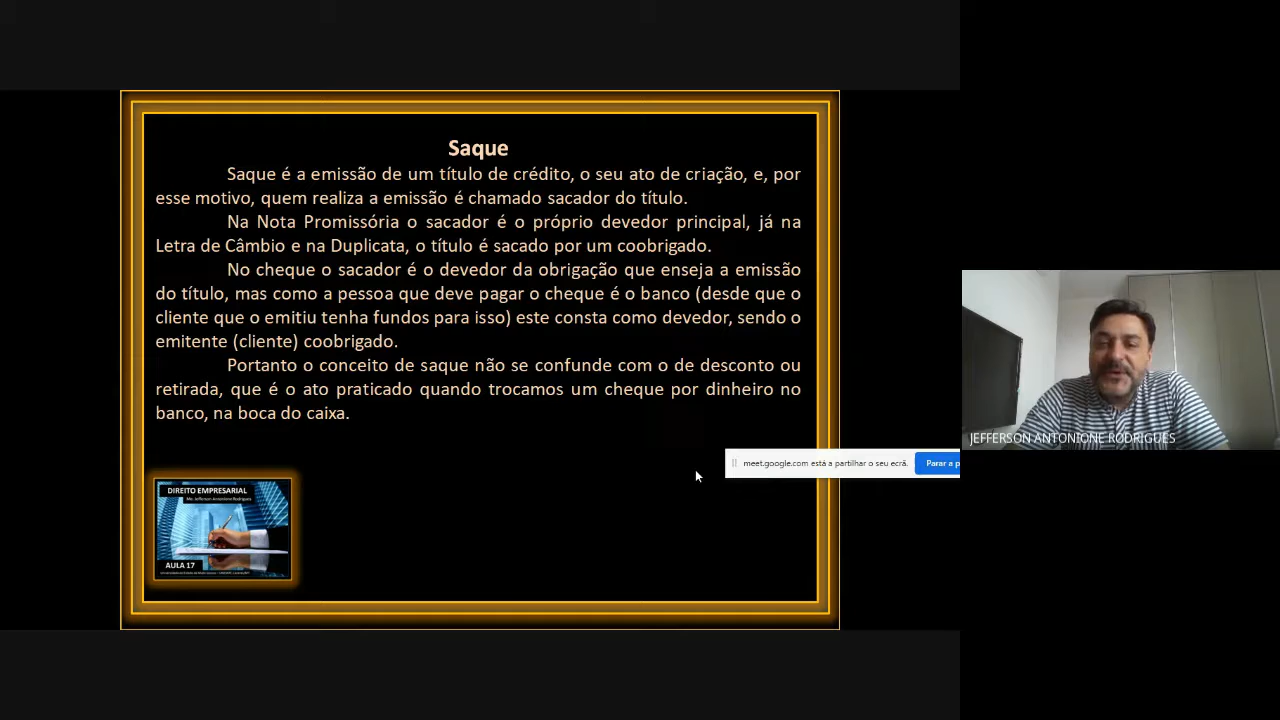 Saque
Saque é a emissão de um título de crédito, o seu ato de criação, e, por
esse motivo, quem realiza a emissão é chamado sacador do título.
Na Nota Promissória o sacador é o próprio devedor principal, já na
Letra de Câmbio e na Duplicata, o título é sacado por um coobrigado.
No cheque o sacador é o devedor da obrigação que enseja a emissão
do título, mas como a pessoa que deve pagar o cheque é o banco (desde que o
cliente que o emitiu tenha fundos para isso) este consta como devedor, sendo o
emitente (cliente) coobrigado.
Portanto o conceito de saque não se confunde com o de desconto ou
retirada, que é o ato praticado quando trocamos um cheque por dinheiro no
banco, na boca do caixa.
JEFFERSON ANTONIONE RODRIGUES
meet.google.com está a partilhar o seu ecrã.
Parar a p
DIREITO EMPRESARIAL
Me. Jefferson Antonione Rodrigues
AULA 17